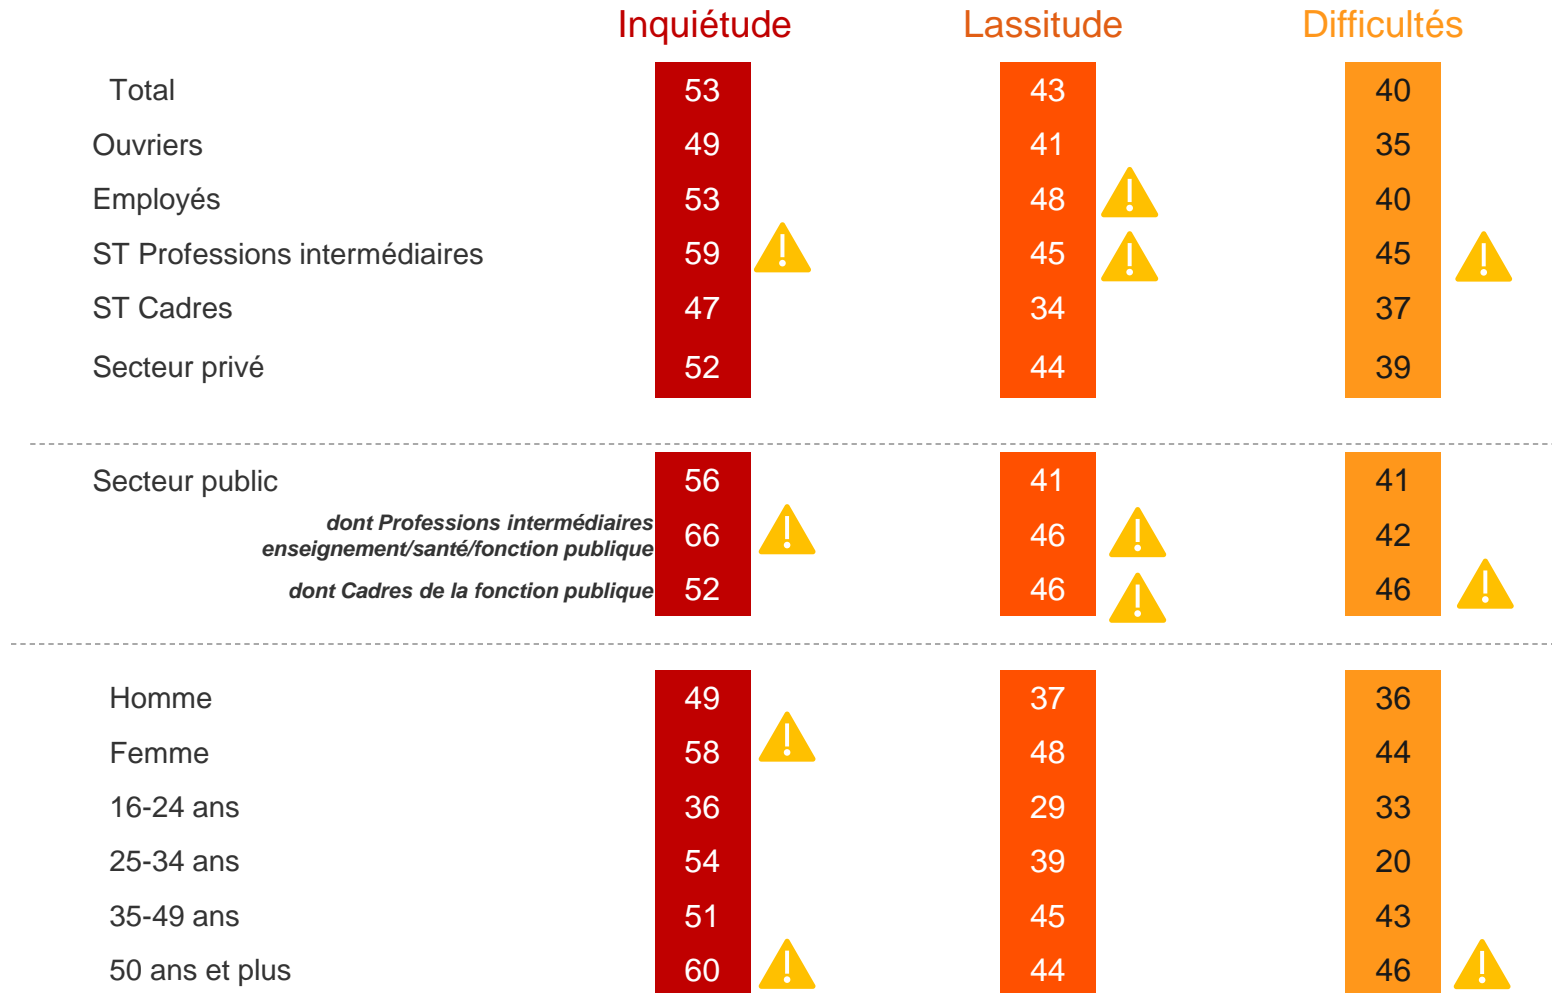 Inquiétude Lassitude Difficultés
Total 53 43 40
Ouvriers 49 41 35
Employés 53 48 40
ST Professions intermédiaires 59 45 45
ST Cadres 47 34 37
Secteur privé 52 44 39
Secteur public 56 41 41
dont Professions intermédiaires
enseignement/santé/fonction publique 66 46 42
dont Cadres de la fonction publique 52 46 46
Homme 49 37 36
Femme 58 48 44
16-24 ans 36 29 33
25-34 ans 54 39 20
35-49 ans 51 45 43
50 ans et plus 60 44 46